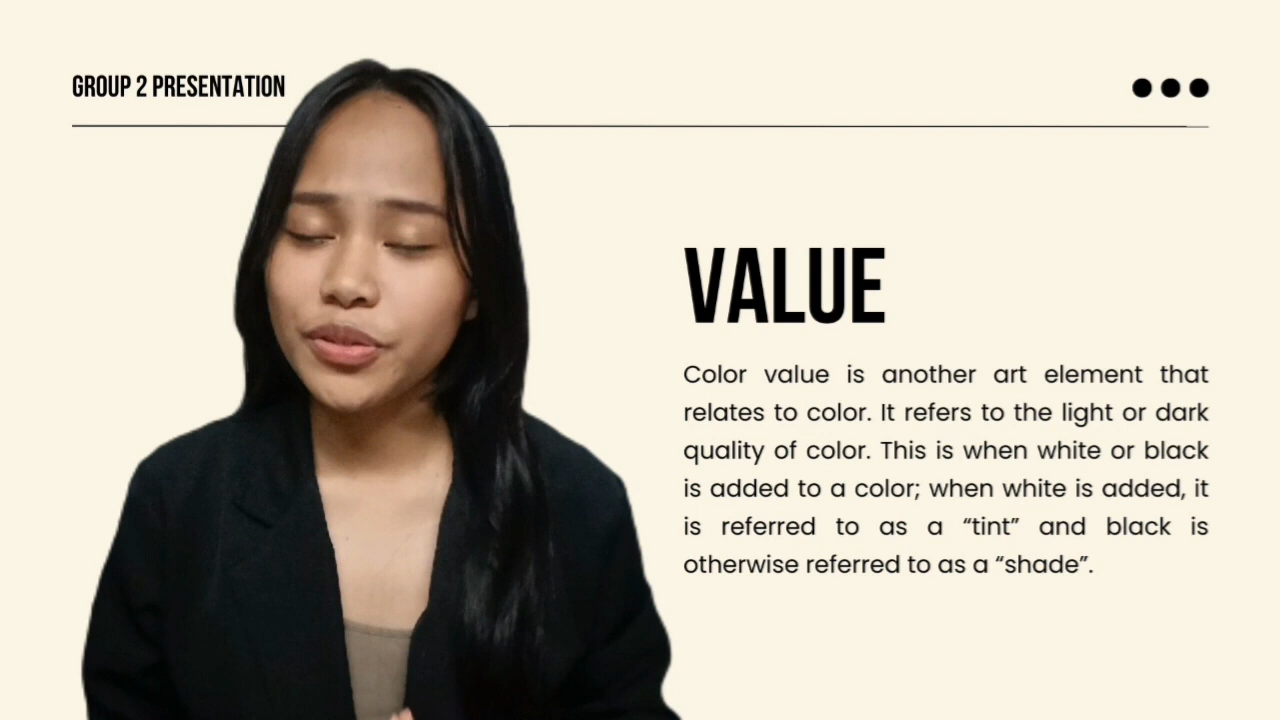 GROUP 2 PRESENTATION
VALUE
Color value is another art element that
relates to color. It refers to the light or dark
quality of color. This is when white or black
is added to a color; when white is added, it
is referred to as a “tint” and black is
otherwise referred to as a “shade”.